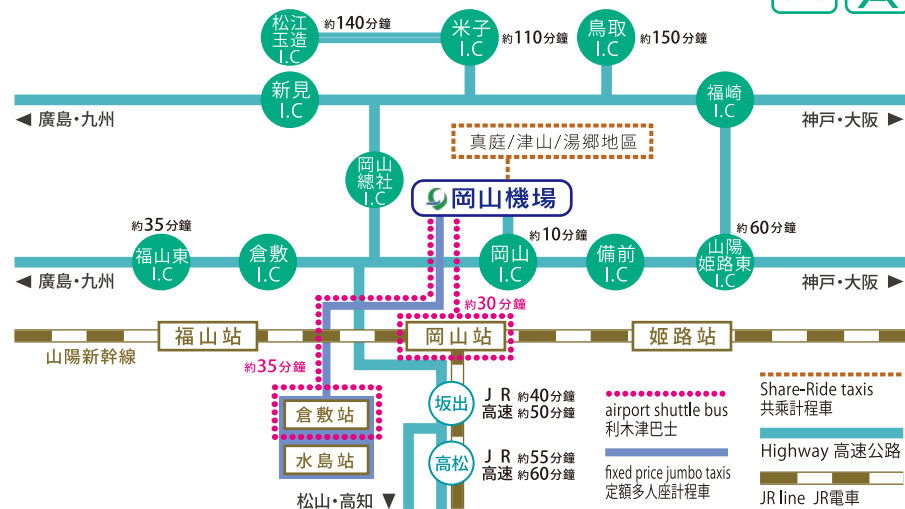 松江
玉造
I.C
約140分鐘
米子
I.C
約110分鐘
鳥取
I.C
約150分鐘
新見
I.C
福崎
I.C
◀ 廣島・九州
神戸・大阪 ▶
真庭/津山/湯郷地區
岡山
總社
I.C
岡山機場
約35分鐘
福山東
I.C
倉敷
I.C
約10分鐘
岡山
I.C
備前
I.C
約60分鐘
山陽
姫路東
I.C
◀ 廣島・九州
神戸・大阪 ▶
約30分鐘
福山站
岡山站
姫路站
山陽新幹線
約35分鐘
倉敷站
水島站
坂出
J R 約40分鐘
高速 約50分鐘
高松
J R 約55分鐘
高速 約60分鐘
松山・高知 ▼
airport shuttle bus
利木津巴士
fixed price jumbo taxis
定額多人座計程車
Share-Ride taxis
共乘計程車
Highway 高速公路
JR line JR電車